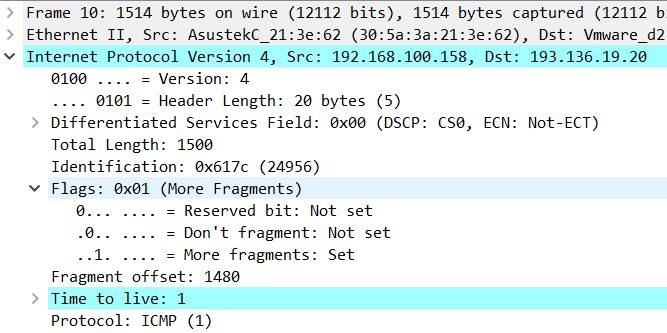 Frame 10: 1514 bytes on wire (12112 bits), 1514 bytes captured (12112 b
Ethernet II, Src: AsustekC_21:3e:62 (30:5a:3a:21:3e:62), Dst: Vmware_d2
Internet Protocol Version 4, Src: 192.168.100.158, Dst: 193.136.19.20
0100 .... = Version: 4
.... 0101 = Header Length: 20 bytes (5)
Differentiated Services Field: 0x00 (DSCP: CS0, ECN: Not-ECT)
Total Length: 1500
Identification: 0x617c (24956)
Flags: 0x01 (More Fragments)
0... .... = Reserved bit: Not set
.0.. .... = Don't fragment: Not set
..1. .... = More fragments: Set
Fragment offset: 1480
Time to live: 1
Protocol: ICMP (1)